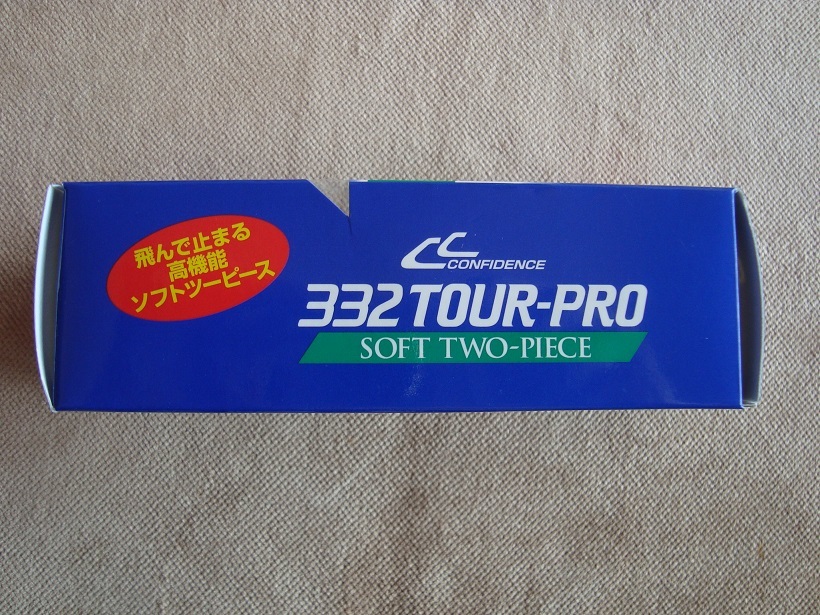 飛んで止まる
高機能
ソフトツーピース
CONFIDENCE
332 TOUR-PRO
SOFT TWO-PIECE